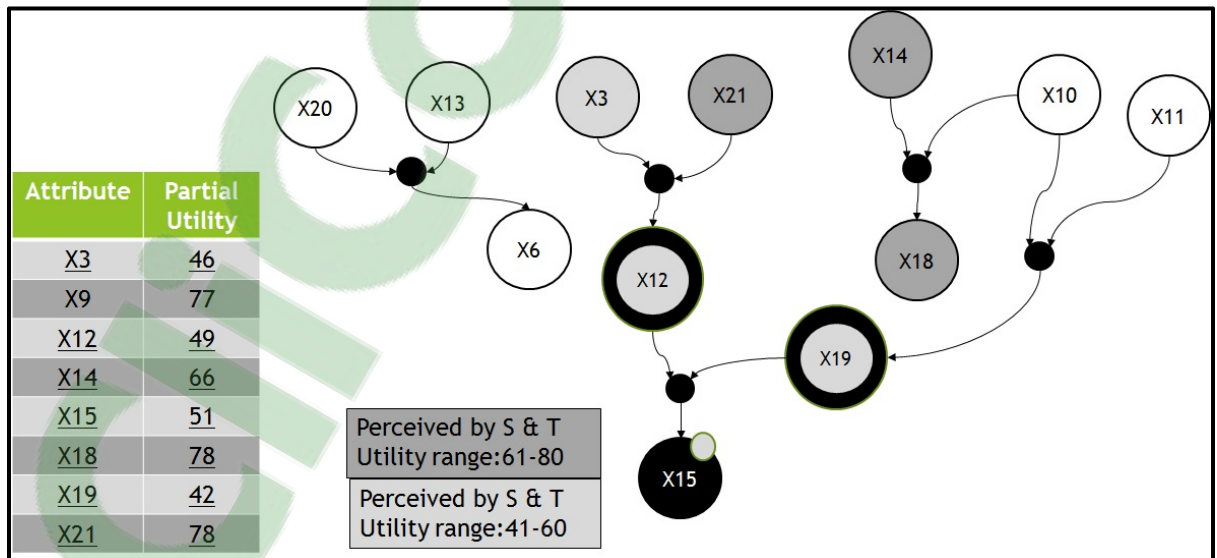 X14
X3
X21
X20
X13
X10
X11
Attribute Partial Utility
X3 46
X9 77
X12 49
X14 66
X15 51
X18 78
X19 42
X21 78
X6
X12
X18
X19
Perceived by S & T
Utility range:61-80
Perceived by S & T
Utility range:41-60
X15